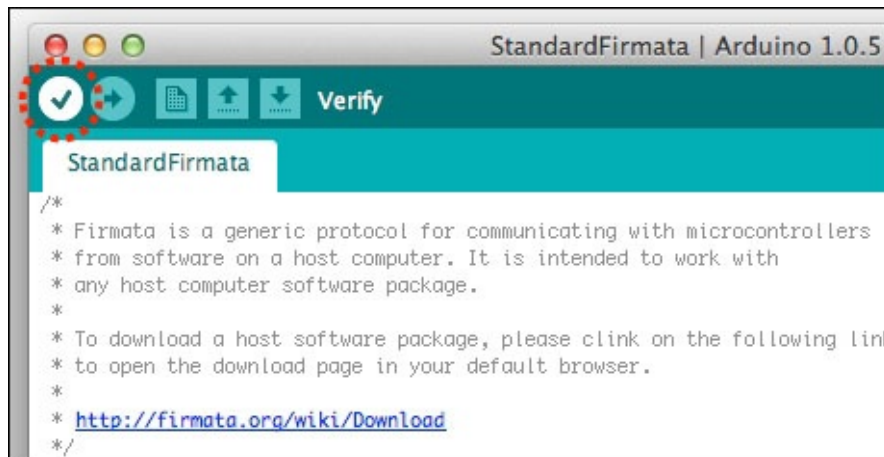 StandardFirmata | Arduino 1.0.5
Verify
StandardFirmata
/*
* Firmata is a generic protocol for communicating with microcontrollers
* from software on a host computer. It is intended to work with
* any host computer software package.
*
* To download a host software package, please clink on the following link
* to open the download page in your default browser.
*
* http://firmata.org/wiki/Download
*/